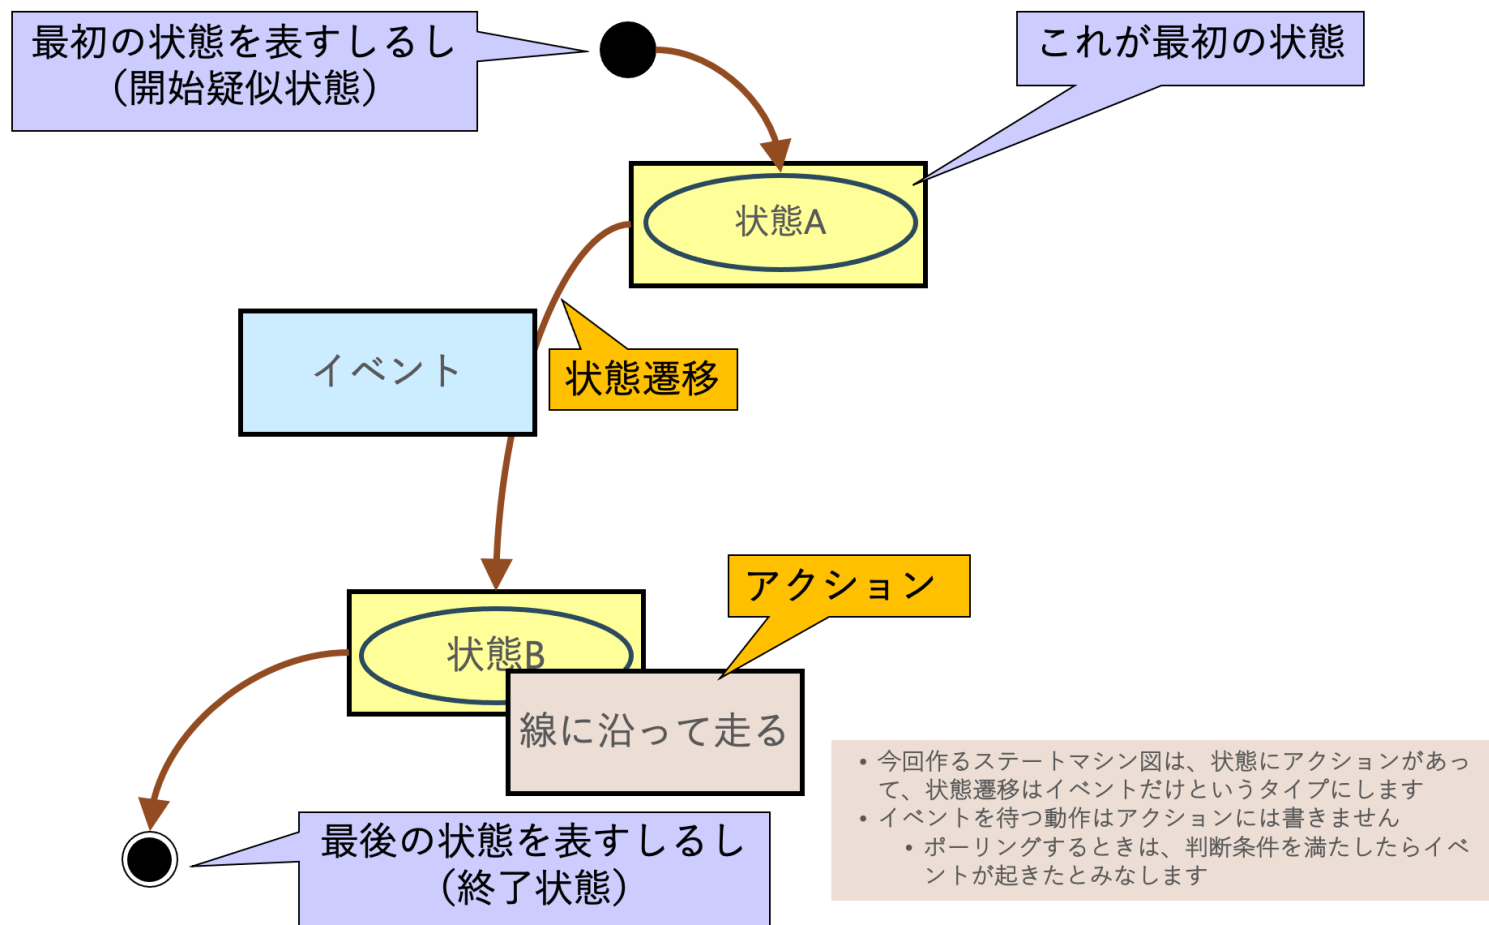 最初の状態を表すしるし
（開始疑似状態）
これが最初の状態
状態A
イベント
状態遷移
アクション
状態B
線に沿って走る
最後の状態を表すしるし
（終了状態）
• 今回作るステートマシン図は、状態にアクションがあっ
て、状態遷移はイベントだけというタイプにします
• イベントを待つ動作はアクションには書きません
• ポーリングするときは、判断条件を満たしたらイベ
ントが起きたとみなします